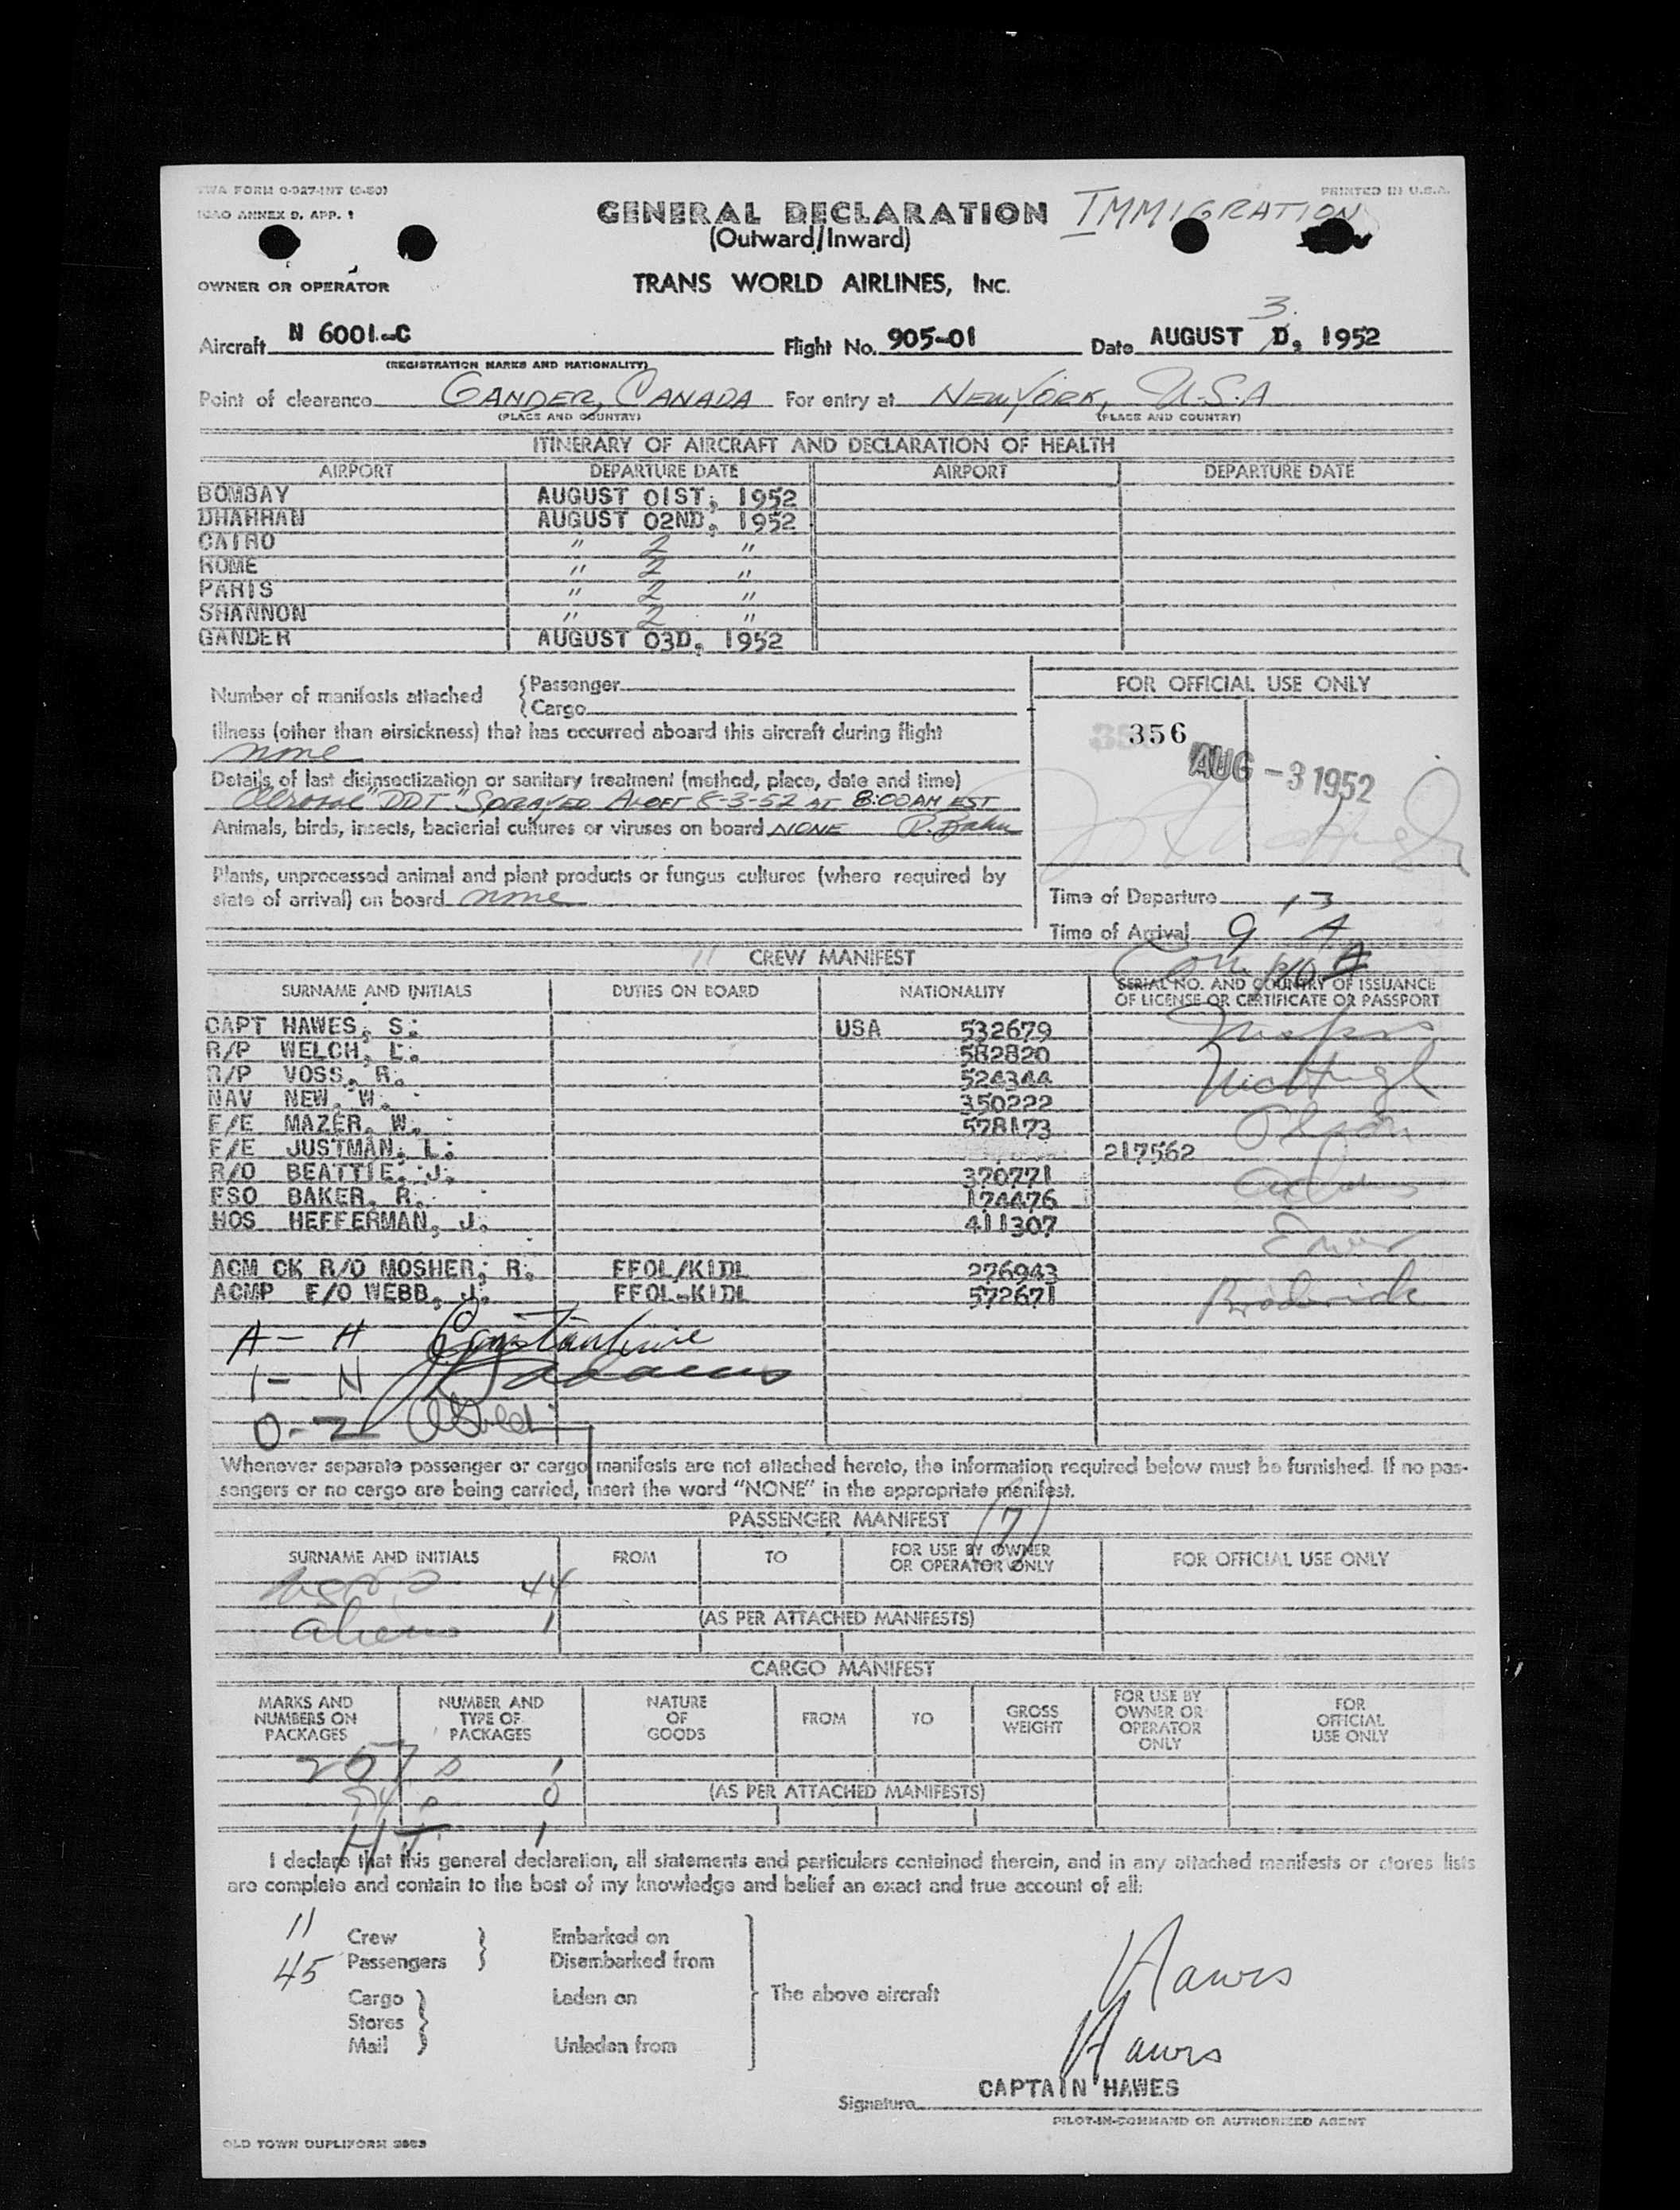 TWA FORM O-927-INT (6-50)
PRINTED IN U.S.A.
ICAO ANNEX 9, APP. 1
GENERAL DECLARATION IMMIGRATION
(Outward/Inward)
OWNER OR OPERATOR
TRANS WORLD AIRLINES, INC.
3.
Aircraft N 6001-C Flight No. 905-01 Date AUGUST D, 1952
(REGISTRATION MARKS AND NATIONALITY)
Point of clearance GANDER, CANADA For entry at NEW YORK, U.S.A
(PLACE AND COUNTRY) (PLACE AND COUNTRY)
ITINERARY OF AIRCRAFT AND DECLARATION OF HEALTH
AIRPORT DEPARTURE DATE AIRPORT DEPARTURE DATE
BOMBAY AUGUST 01ST, 1952
DHAHRAN AUGUST 02ND, 1952
CAIRO " 2 "
ROME " 2 "
PARIS " 2 "
SHANNON " 2 "
GANDER AUGUST 03D, 1952
Number of manifests attached { Passenger
{ Cargo
FOR OFFICIAL USE ONLY
Illness (other than airsickness) that has occurred aboard this aircraft during flight
none
356
AUG -3 1952
Details of last disinsectization or sanitary treatment (method, place, date and time)
Aerosol "DDT" SPRAYED ALOFT 8-3-52 AT 8:00AM EST
Animals, birds, insects, bacterial cultures or viruses on board NONE
Plants, unprocessed animal and plant products or fungus cultures (where required by
state of arrival) on board none
Time of Departure
Time of Arrival 9 A
11 CREW MANIFEST
SURNAME AND INITIALS DUTIES ON BOARD NATIONALITY SERIAL NO. AND COUNTRY OF ISSUANCE
OF LICENSE OR CERTIFICATE OR PASSPORT
CAPT HAWES, S. USA 532679
R/P WELCH, L. 582820
R/P VOSS, R. 524344
NAV NEW, W. 350222
F/E MAZER, W. 578173
F/E JUSTMAN, L. 217562
R/O BEATTIE, J. 370771
FSO BAKER, R. 174476
HOS HEFFERMAN, J. 411307
ACM CK R/O MOSHER, R. EFOL/KIDL 276943
ACMP F/O WEBB, J. EFOL-KIDL 572671
Broderick
A - H Constantine
I - N
O - Z
Whenever separate passenger or cargo manifests are not attached hereto, the information required below must be furnished. If no pas-
sengers or no cargo are being carried, insert the word "NONE" in the appropriate manifest.
PASSENGER MANIFEST (7)
SURNAME AND INITIALS FROM TO FOR USE BY OWNER
OR OPERATOR ONLY FOR OFFICIAL USE ONLY
44
aliens 1 (AS PER ATTACHED MANIFESTS)
CARGO MANIFEST
MARKS AND
NUMBERS ON
PACKAGES
NUMBER AND
TYPE OF
PACKAGES
NATURE
OF
GOODS
FROM
TO
GROSS
WEIGHT
FOR USE BY
OWNER OR
OPERATOR
ONLY
FOR
OFFICIAL
USE ONLY
257 s 1
0
(AS PER ATTACHED MANIFESTS)
1
I declare that this general declaration, all statements and particulars contained therein, and in any attached manifests or stores lists
are complete and contain to the best of my knowledge and belief an exact and true account of all:
11 Crew } Embarked on
45 Passengers } Disembarked from
Cargo } Laden on The above aircraft
Stores
Mail } Unladen from
Hawes
Hawes
CAPTAIN HAWES
Signature
PILOT-IN-COMMAND OR AUTHORIZED AGENT
OLD TOWN DUPLIFORM